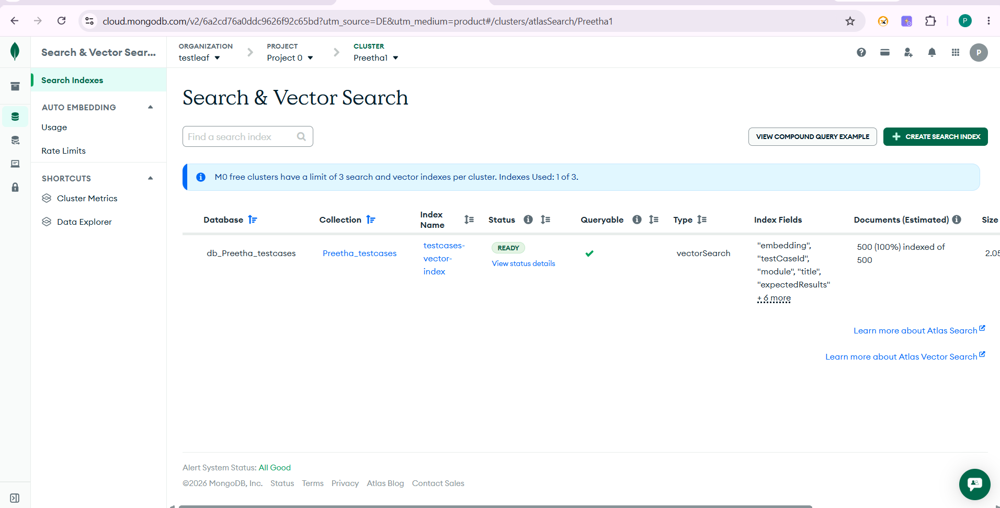 cloud.mongodb.com/v2/6a2cd76a0ddc9626f92c65bd?utm_source=DE&utm_medium=product#/clusters/atlasSearch/Preetha1
P
Search & Vector Sear...
ORGANIZATION
testleaf
PROJECT
Project 0
CLUSTER
Preetha1
P
Search Indexes
AUTO EMBEDDING
Usage
Rate Limits
SHORTCUTS
Cluster Metrics
Data Explorer
Search & Vector Search
Find a search index
VIEW COMPOUND QUERY EXAMPLE
CREATE SEARCH INDEX
M0 free clusters have a limit of 3 search and vector indexes per cluster. Indexes Used: 1 of 3.
Database
Collection
Index
Name
Status
Queryable
Type
Index Fields
Documents (Estimated)
Size
db_Preetha_testcases
Preetha_testcases
testcases-
vector-
index
READY
View status details
vectorSearch
"embedding",
"testCaseId",
"module", "title",
"expectedResults"
+ 6 more
500 (100%) indexed of
500
2.05
Learn more about Atlas Search
Learn more about Atlas Vector Search
Alert System Status: All Good
©2026 MongoDB, Inc. Status Terms Privacy Atlas Blog Contact Sales